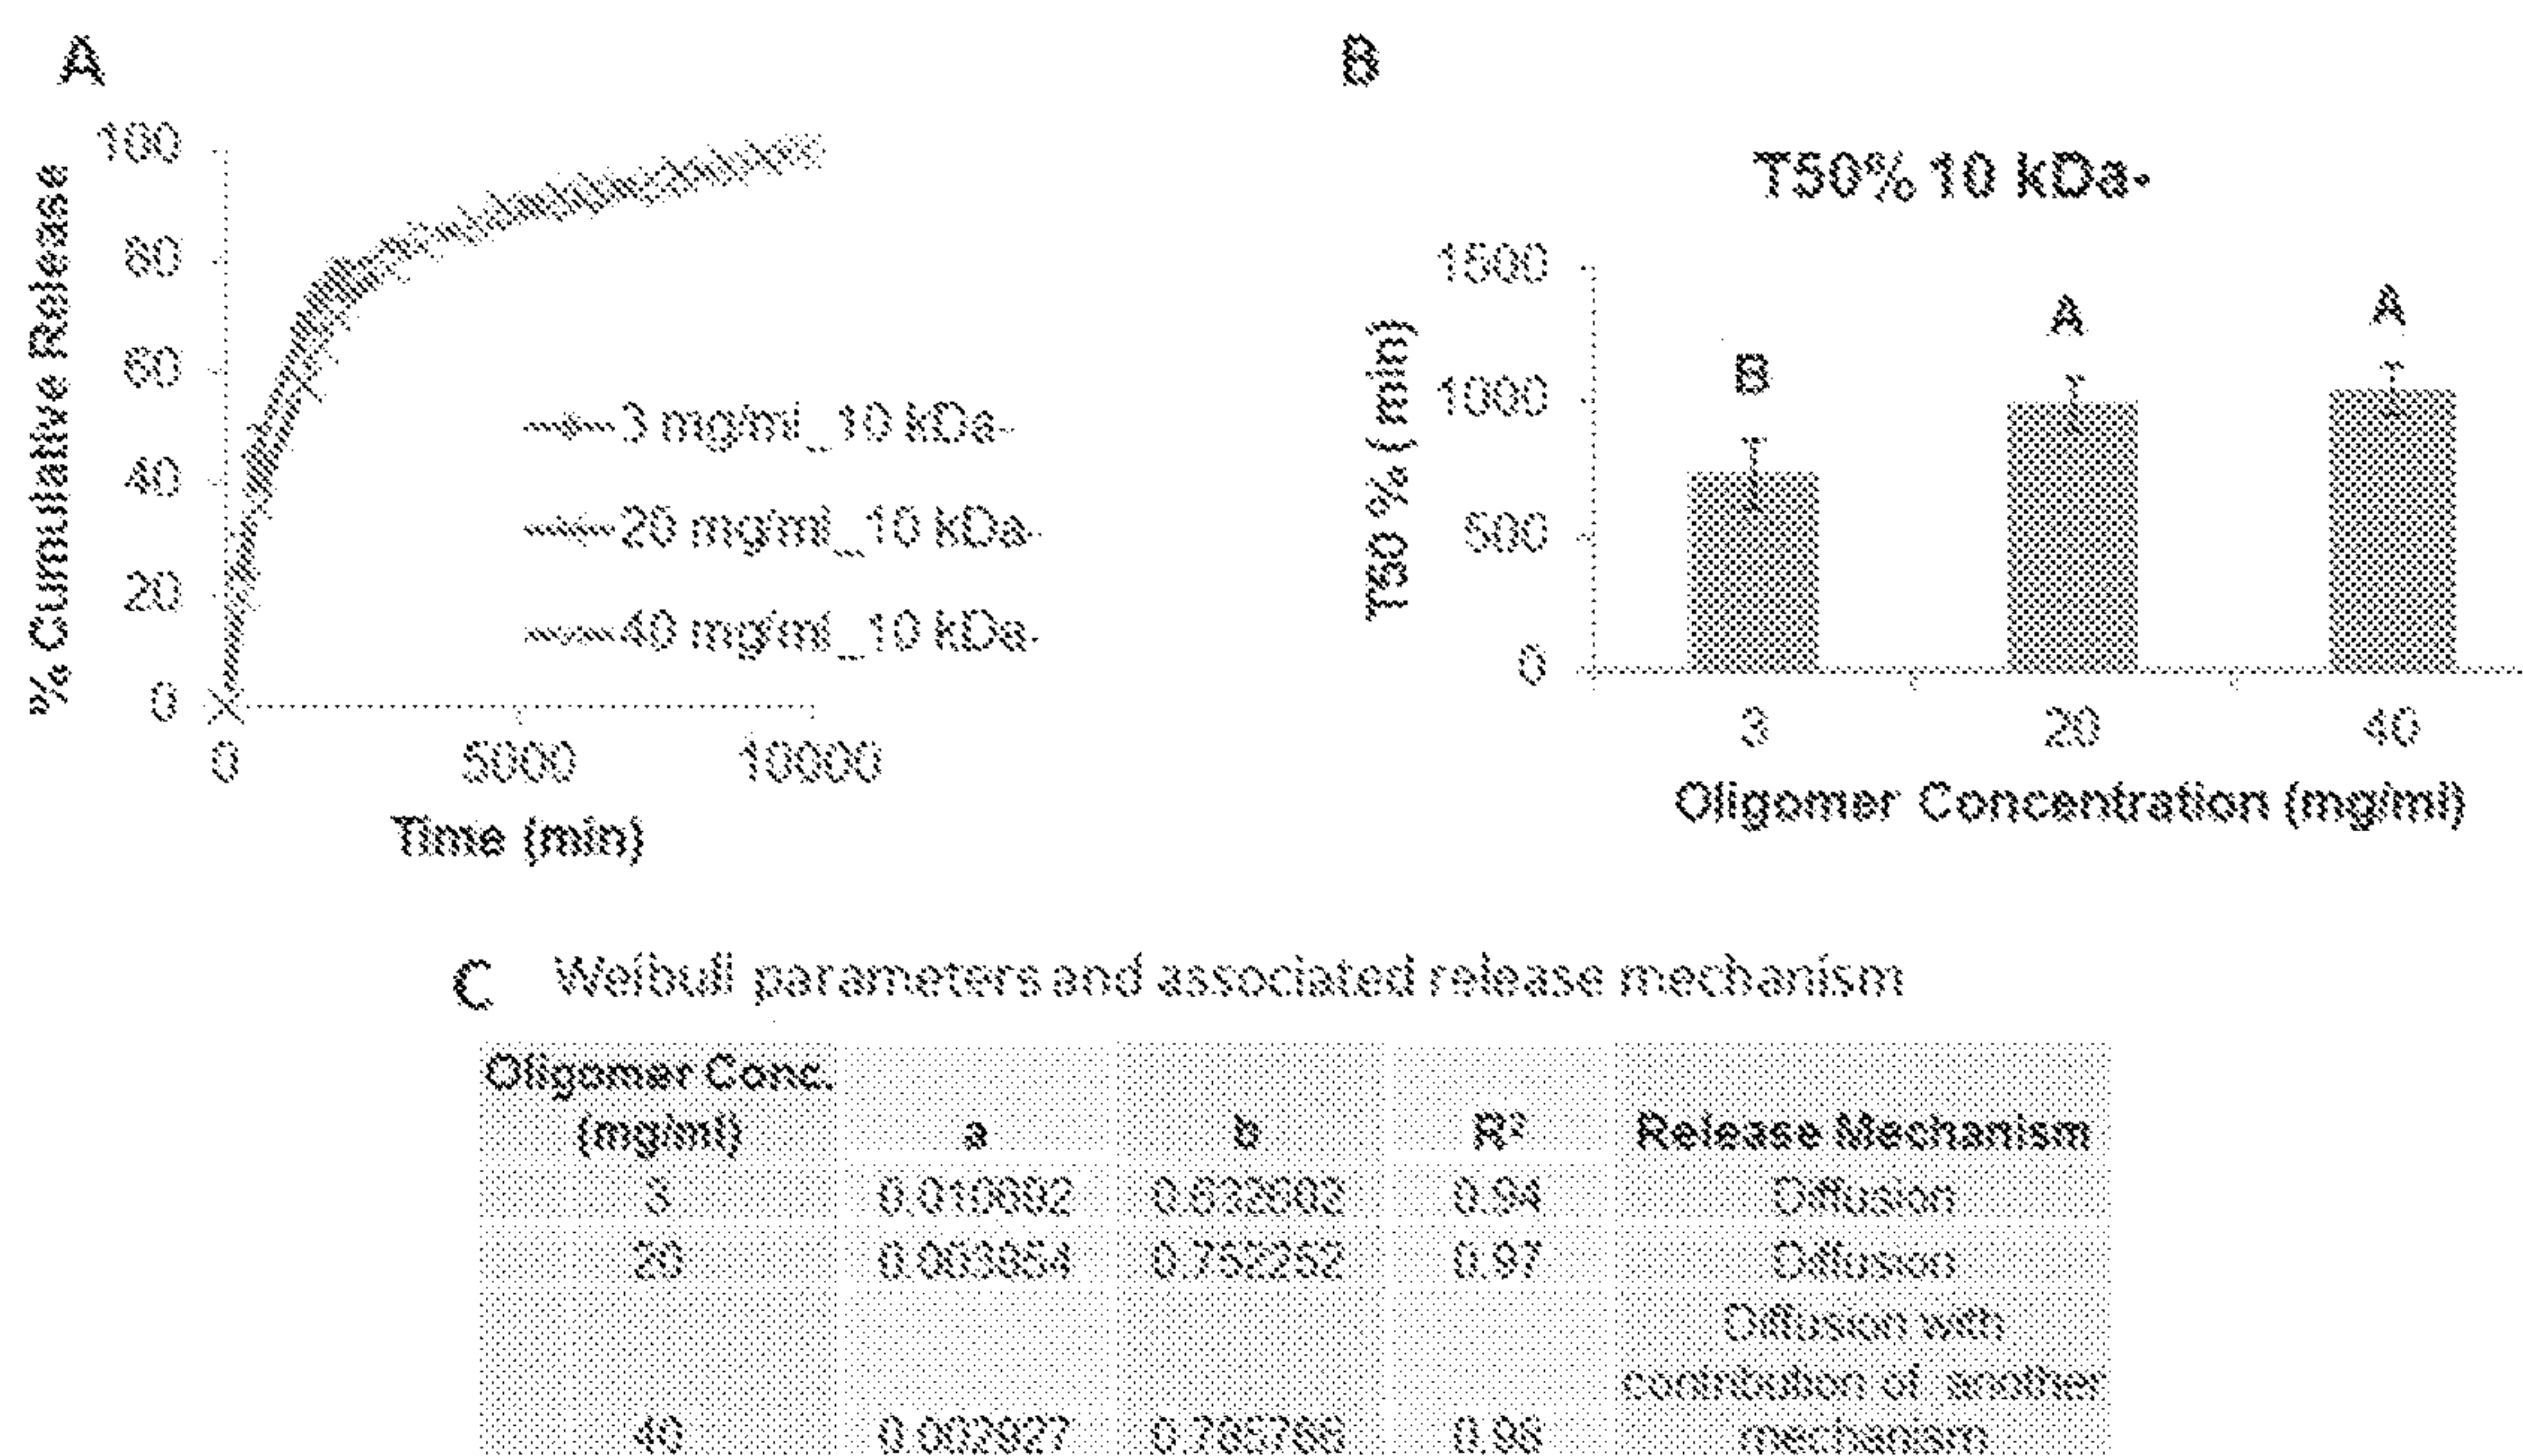 A
% Cumulative Release
100
80
60
40
20
0
0 5000 10000
Time (min)
3 mg/ml_10 kDa-
20 mg/ml_10 kDa-
40 mg/ml_10 kDa-
B
T50% 10 kDa-
T50 % ( min)
1500
1000
500
0
B A A
3 20 40
Oligomer Concentration (mg/ml)
C Weibull parameters and associated release mechanism
Oligomer Conc.
(mg/ml) a b R² Release Mechanism
3 0.94 Diffusion
20 0.752252 0.97 Diffusion
Diffusion with
contribution of another
40 0.002927 mechanism